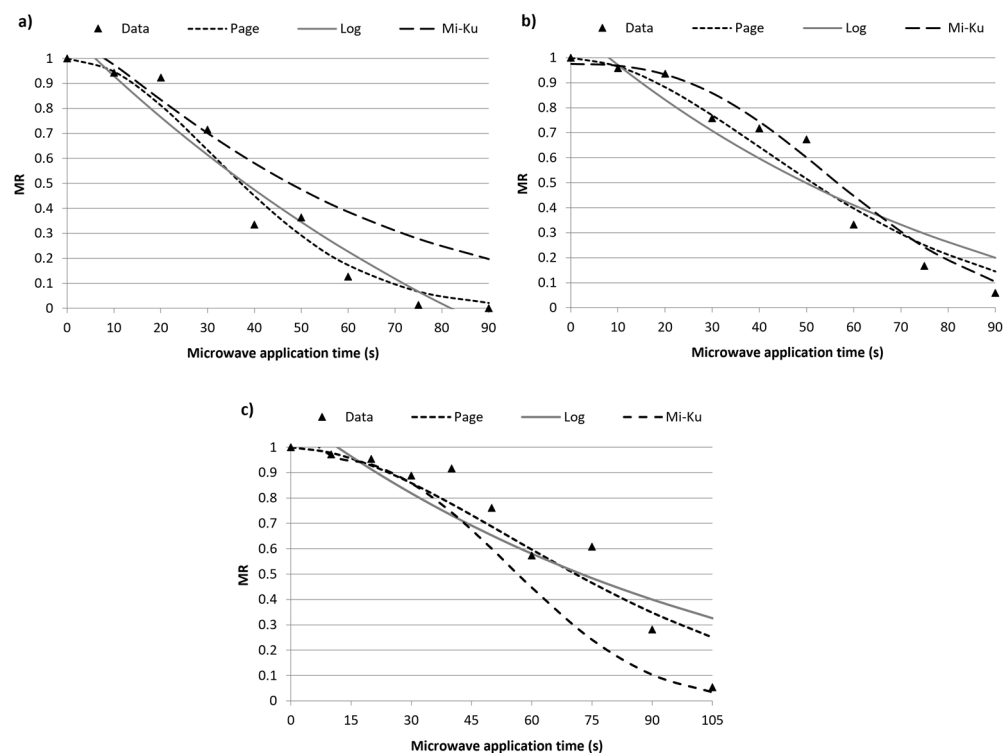 a)
Data Page Log Mi-Ku
1
0.9
0.8
0.7
0.6
0.5
0.4
0.3
0.2
0.1
0
MR
0 10 20 30 40 50 60 70 80 90
Microwave application time (s)
b)
Data Page Log Mi-Ku
1
0.9
0.8
0.7
0.6
0.5
0.4
0.3
0.2
0.1
0
MR
0 10 20 30 40 50 60 70 80 90
Microwave application time (s)
c)
Data Page Log Mi-Ku
1
0.9
0.8
0.7
0.6
0.5
0.4
0.3
0.2
0.1
0
MR
0 15 30 45 60 75 90 105
Microwave application time (s)